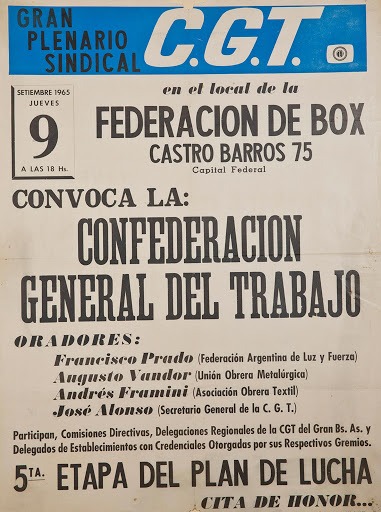 GRAN
PLENARIO
SINDICAL
C.G.T.
SETIEMBRE 1965
JUEVES
9
A LAS 18 Hs.
en el local de la
FEDERACION DE BOX
CASTRO BARROS 75
Capital Federal
CONVOCA LA:
CONFEDERACION
GENERAL DEL TRABAJO
ORADORES:
Francisco Prado (Federación Argentina de Luz y Fuerza)
Augusto Vandor (Unión Obrera Metalúrgica)
Andrés Framini (Asociación Obrera Textil)
José Alonso (Secretario General de la C. G. T.)
Participan, Comisiones Directivas, Delegaciones Regionales de la CGT del Gran Bs. As. y
Delegados de Establecimientos con Credenciales Otorgadas por sus Respectivos Gremios.
5TA. ETAPA DEL PLAN DE LUCHA
CITA DE HONOR...